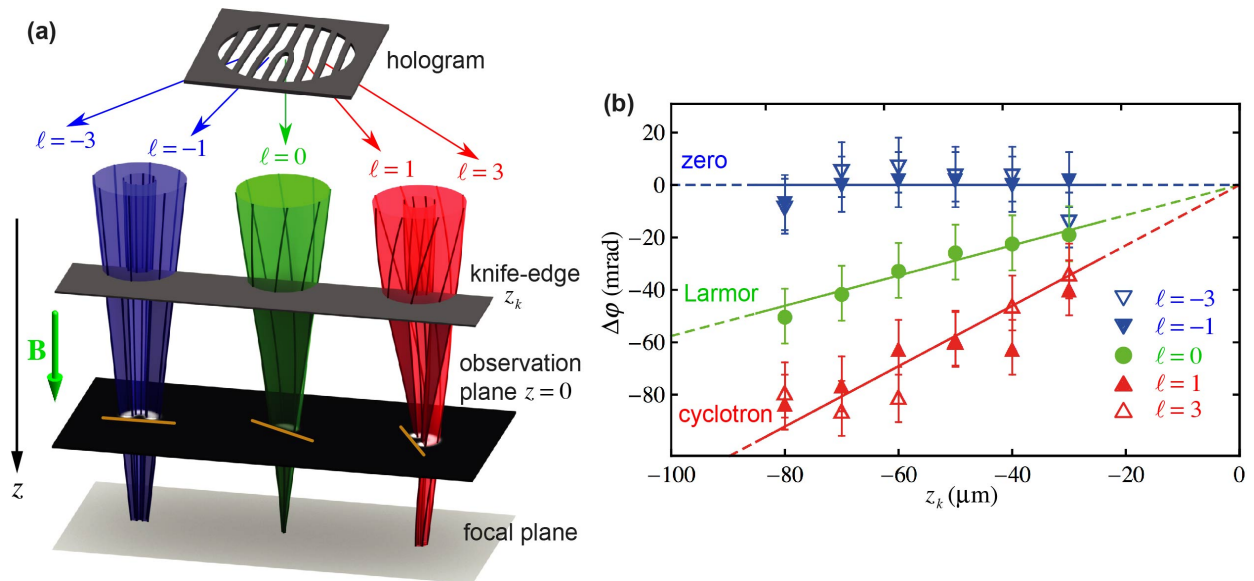 (a)
hologram
ℓ = −3
ℓ = −1
ℓ = 0
ℓ = 1
ℓ = 3
knife-edge
z_k
B
observation
plane z = 0
z
focal plane
(b)
20
0
−20
−40
−60
−80
Δφ (mrad)
zero
Larmor
cyclotron
ℓ = −3
ℓ = −1
ℓ = 0
ℓ = 1
ℓ = 3
−100
−80
−60
−40
−20
0
z_k (μm)